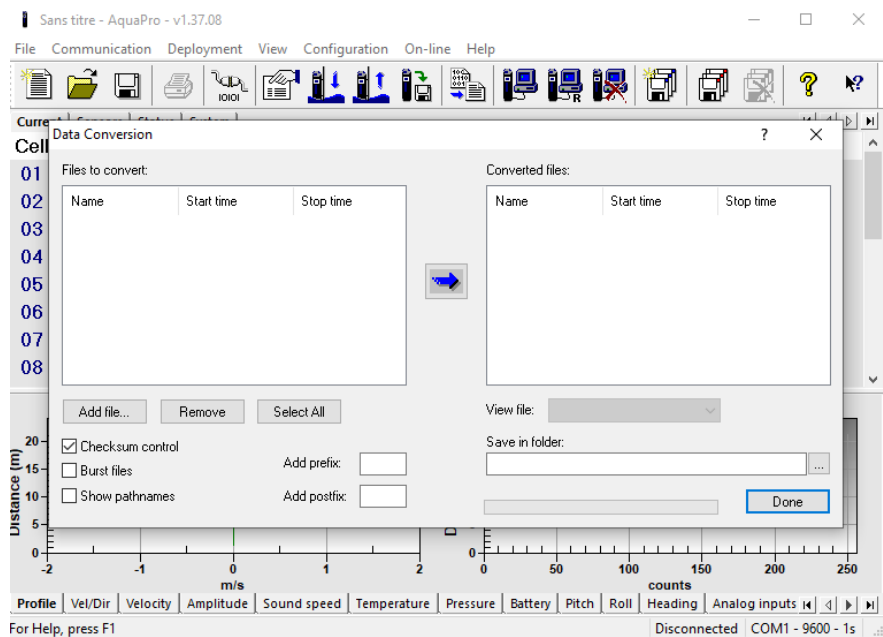 Sans titre - AquaPro - v1.37.08
File Communication Deployment View Configuration On-line Help
Data Conversion
?
Cell
01
02
03
04
05
06
07
08
Files to convert:
Name Start time Stop time
Converted files:
Name Start time Stop time
Add file... Remove Select All
View file:
Checksum control
Burst files
Show pathnames
Add prefix:
Add postfix:
Save in folder:
...
Done
Distance (m)
20
15
10
5
0
-2 -1 0 1 2
m/s
0
0 50 100 150 200 250
counts
Profile Vel/Dir Velocity Amplitude Sound speed Temperature Pressure Battery Pitch Roll Heading Analog inputs
For Help, press F1
Disconnected COM1 - 9600 - 1s